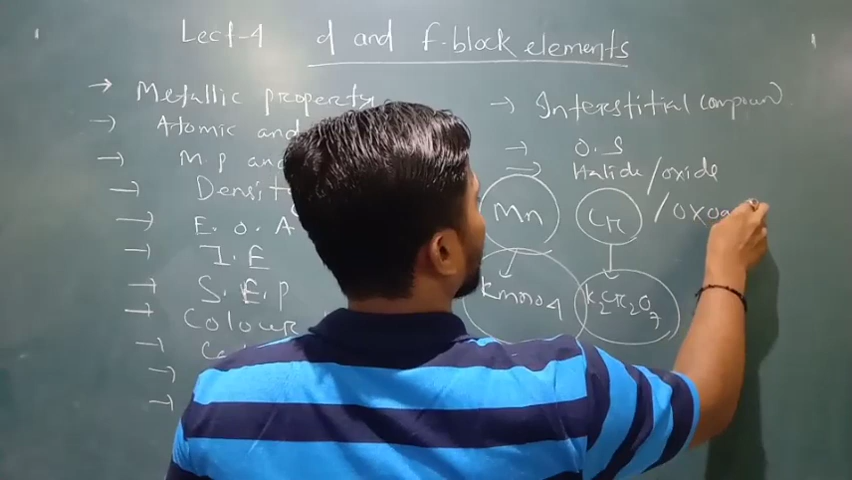 Lect-4 d and f-block elements
→ Metallic property
→ Atomic and
→ M.P and
→ Densit
→ E.O.A
→ I.E
→ S.E.P
→ Colour
→
→
→
→ Interstitial compound
→ O.S
→ Halide/oxide
/oxoa
Mn Cr
KMnO4 K2Cr2O7